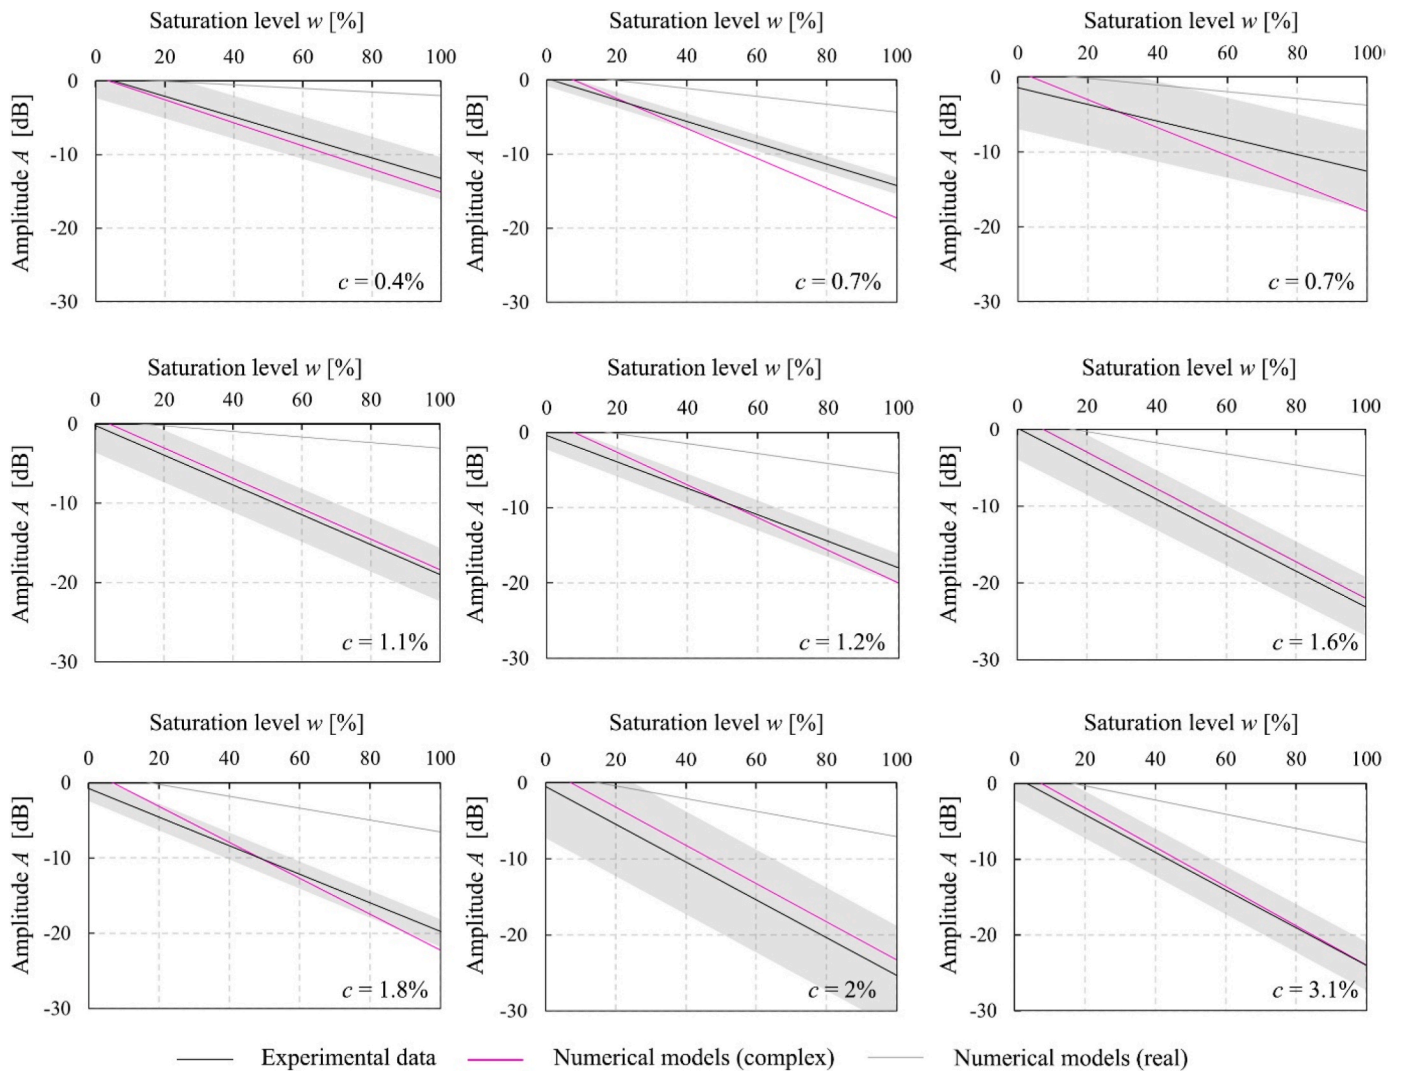 Saturation level w [%] Saturation level w [%] Saturation level w [%]
0 20 40 60 80 100 0 20 40 60 80 100 0 20 40 60 80 100
0 0 0
-10 -10 -10
-20 -20 -20
-30 -30 -30
Amplitude A [dB] Amplitude A [dB] Amplitude A [dB]
c = 0.4% c = 0.7% c = 0.7%
Saturation level w [%] Saturation level w [%] Saturation level w [%]
0 20 40 60 80 100 0 20 40 60 80 100 0 20 40 60 80 100
0 0 0
-10 -10 -10
-20 -20 -20
-30 -30 -30
Amplitude A [dB] Amplitude A [dB] Amplitude A [dB]
c = 1.1% c = 1.2% c = 1.6%
Saturation level w [%] Saturation level w [%] Saturation level w [%]
0 20 40 60 80 100 0 20 40 60 80 100 0 20 40 60 80 100
0 0 0
-10 -10 -10
-20 -20 -20
-30 -30 -30
Amplitude A [dB] Amplitude A [dB] Amplitude A [dB]
c = 1.8% c = 2% c = 3.1%
Experimental data Numerical models (complex) Numerical models (real)